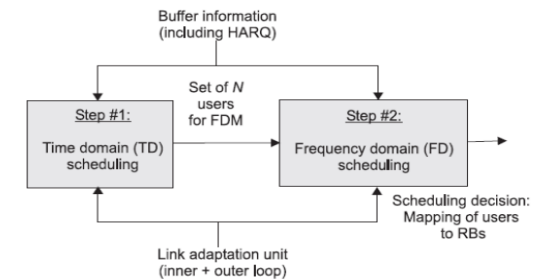 Buffer information
(including HARQ)
Set of N
users
for FDM
Step #1:
Time domain (TD)
scheduling
Step #2:
Frequency domain (FD)
scheduling
Scheduling decision:
Mapping of users
to RBs
Link adaptation unit
(inner + outer loop)